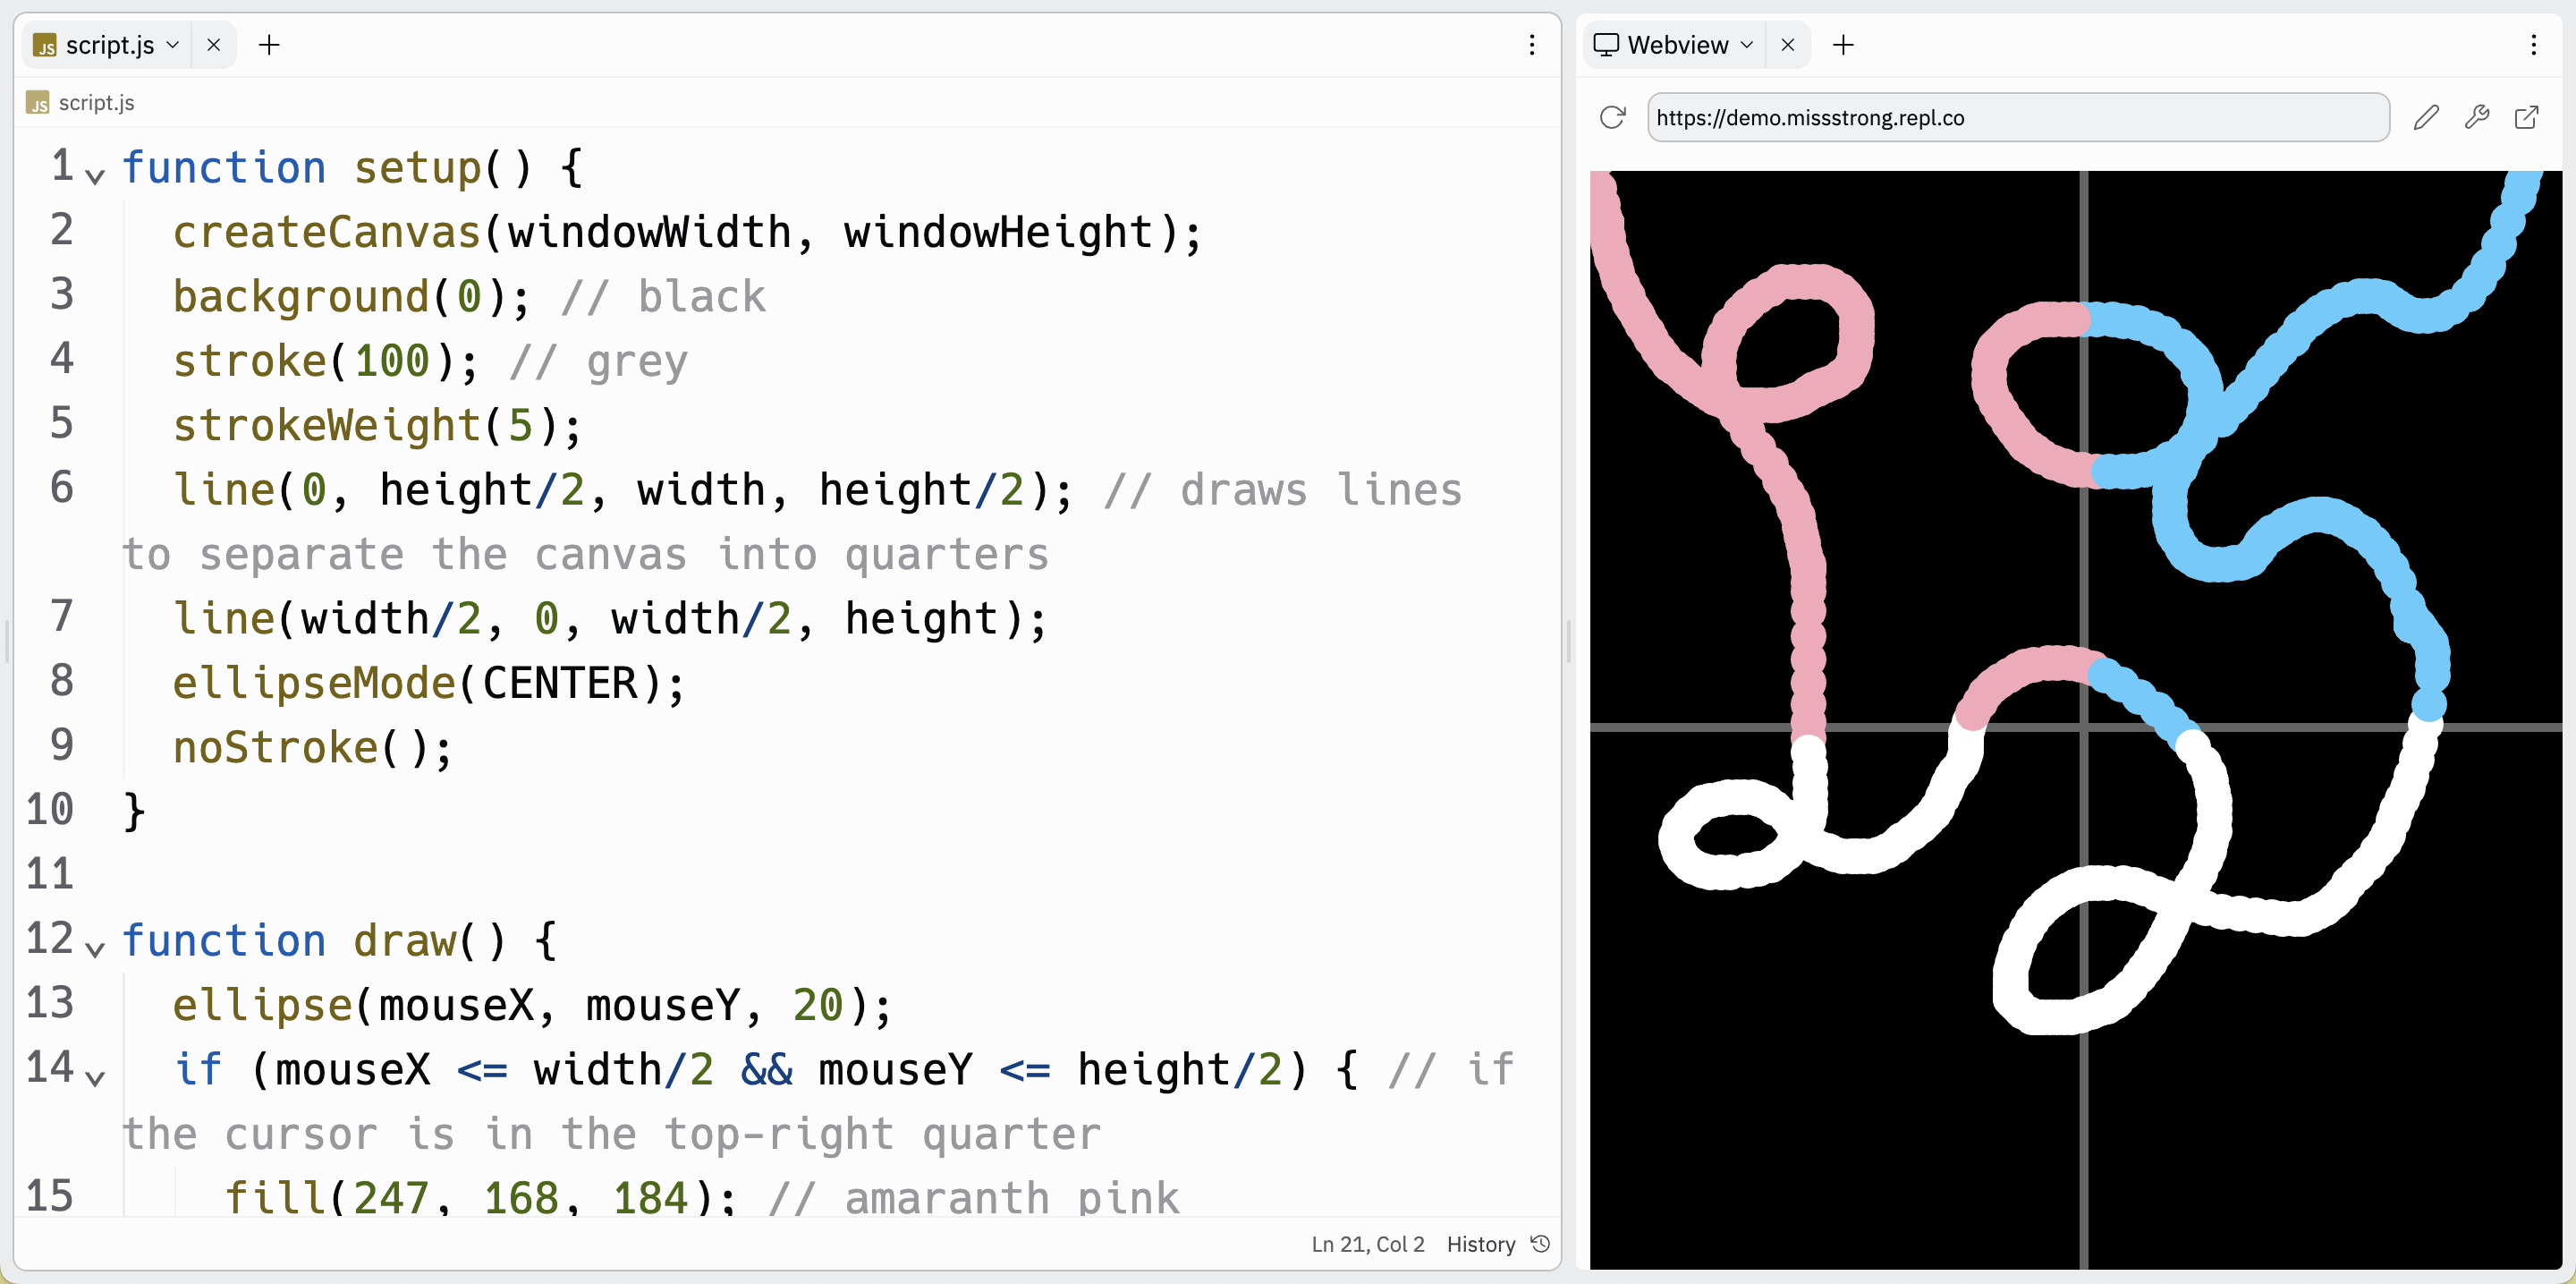 script.js
script.js
1 function setup() {
2 createCanvas(windowWidth, windowHeight);
3 background(0); // black
4 stroke(100); // grey
5 strokeWeight(5);
6 line(0, height/2, width, height/2); // draws lines
to separate the canvas into quarters
7 line(width/2, 0, width/2, height);
8 ellipseMode(CENTER);
9 noStroke();
10 }
11
12 function draw() {
13 ellipse(mouseX, mouseY, 20);
14 if (mouseX <= width/2 && mouseY <= height/2) { // if
the cursor is in the top-right quarter
15 fill(247, 168, 184); // amaranth pink
Ln 21, Col 2 History
Webview
https://demo.missstrong.repl.co